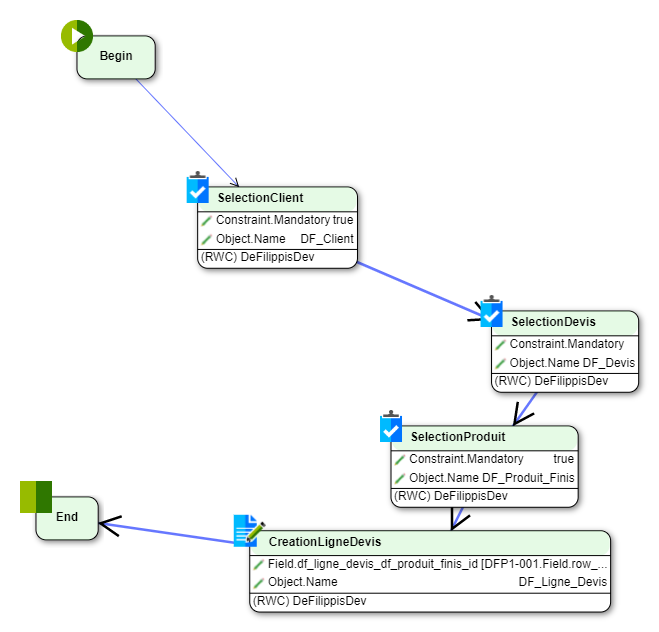 Begin
SelectionClient
Constraint.Mandatory true
Object.Name DF_Client
(RWC) DeFilippisDev
SelectionDevis
Constraint.Mandatory
Object.Name DF_Devis
(RWC) DeFilippisDev
SelectionProduit
Constraint.Mandatory true
Object.Name DF_Produit_Finis
(RWC) DeFilippisDev
End
CreationLigneDevis
Field.df_ligne_devis_df_produit_finis_id [DFP1-001.Field.row_...
Object.Name DF_Ligne_Devis
(RWC) DeFilippisDev